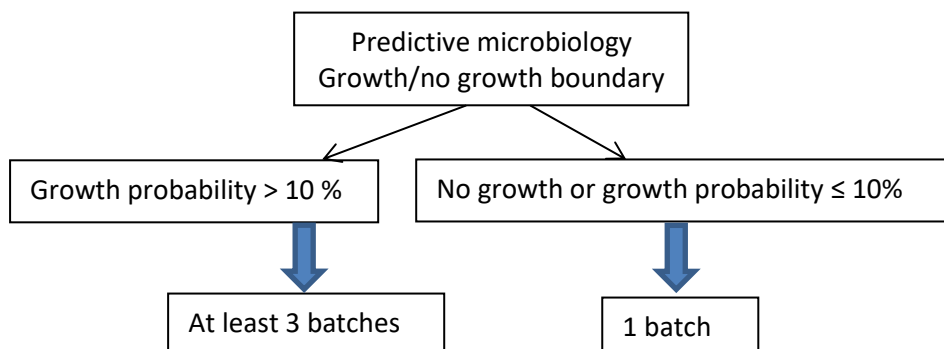 Predictive microbiology
Growth/no growth boundary
Growth probability > 10 %
No growth or growth probability ≤ 10%
At least 3 batches
1 batch